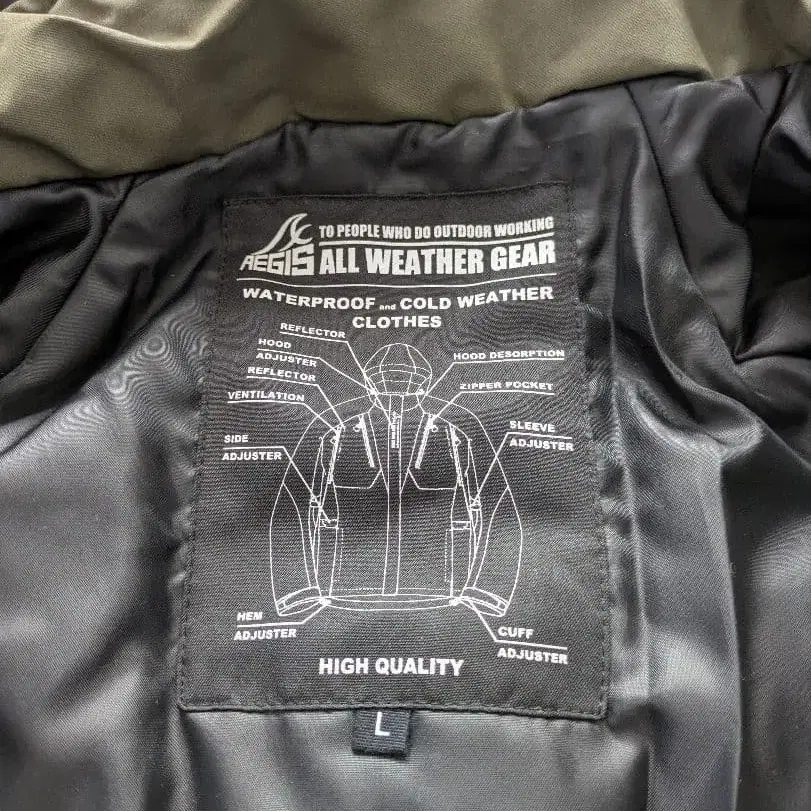 TO PEOPLE WHO DO OUTDOOR WORKING
AEGIS ALL WEATHER GEAR
WATERPROOF and COLD WEATHER
CLOTHES
REFLECTOR
HOOD
ADJUSTER
REFLECTOR
VENTILATION
SIDE
ADJUSTER
HOOD DESORPTION
ZIPPER POCKET
SLEEVE
ADJUSTER
HEM
ADJUSTER
CUFF
ADJUSTER
HIGH QUALITY
L